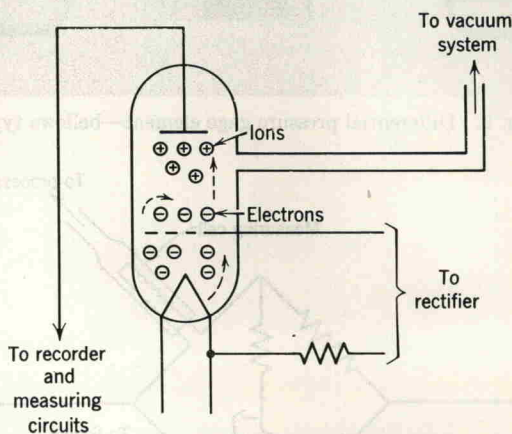 To vacuum
system
Ions
Electrons
To
rectifier
To recorder
and
measuring
circuits